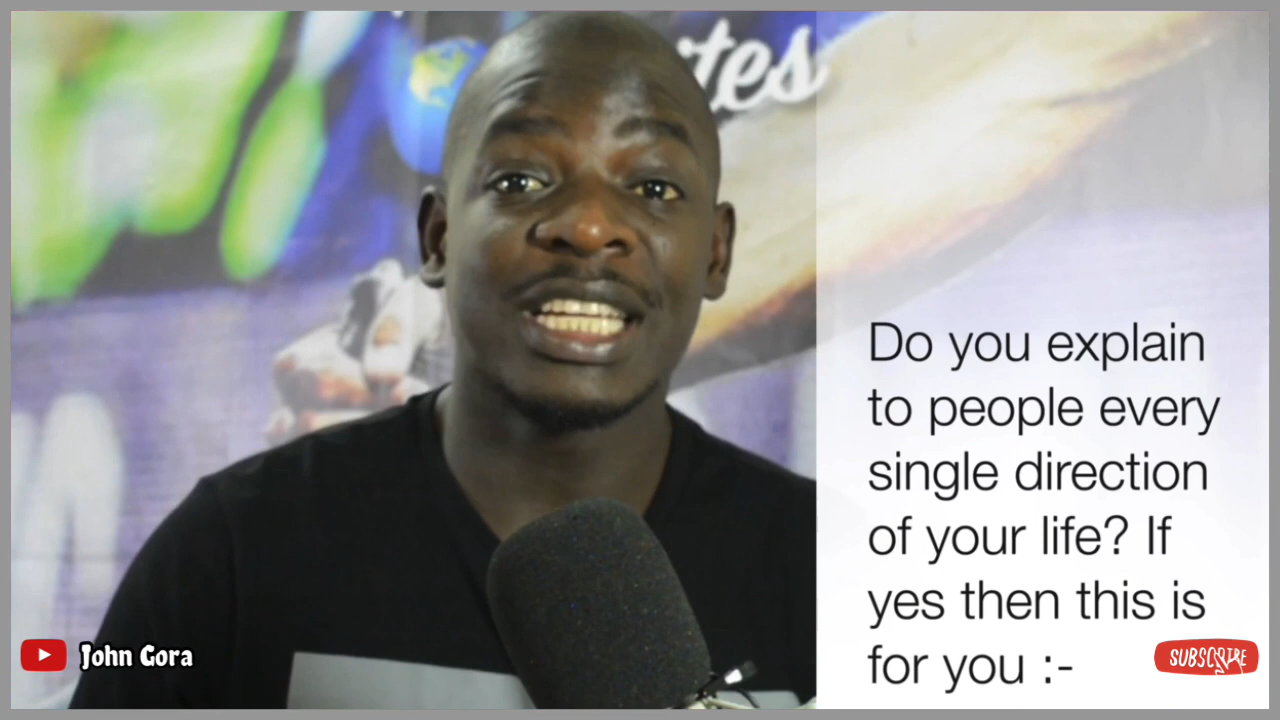 tes
Do you explain
to people every
single direction
of your life? If
yes then this is
for you :-
John Gora
SUBSCRIBE